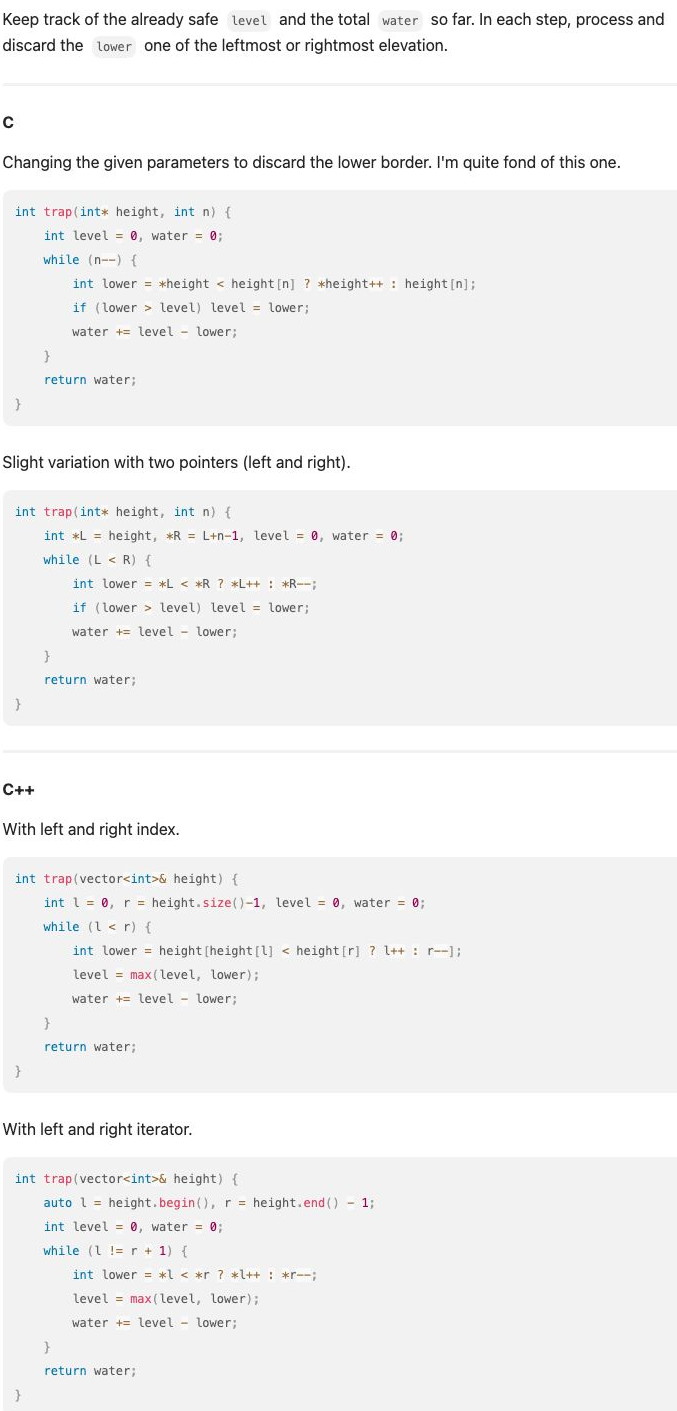 Keep track of the already safe level and the total water so far. In each step, process and
discard the lower one of the leftmost or rightmost elevation.
C
Changing the given parameters to discard the lower border. I'm quite fond of this one.
int trap(int* height, int n) {
    int level = 0, water = 0;
    while (n--) {
        int lower = *height < height[n] ? *height++ : height[n];
        if (lower > level) level = lower;
        water += level - lower;
    }
    return water;
}
Slight variation with two pointers (left and right).
int trap(int* height, int n) {
    int *L = height, *R = L+n-1, level = 0, water = 0;
    while (L < R) {
        int lower = *L < *R ? *L++ : *R--;
        if (lower > level) level = lower;
        water += level - lower;
    }
    return water;
}
C++
With left and right index.
int trap(vector<int>& height) {
    int l = 0, r = height.size()-1, level = 0, water = 0;
    while (l < r) {
        int lower = height[height[l] < height[r] ? l++ : r--];
        level = max(level, lower);
        water += level - lower;
    }
    return water;
}
With left and right iterator.
int trap(vector<int>& height) {
    auto l = height.begin(), r = height.end() - 1;
    int level = 0, water = 0;
    while (l != r + 1) {
        int lower = *l < *r ? *l++ : *r--;
        level = max(level, lower);
        water += level - lower;
    }
    return water;
}